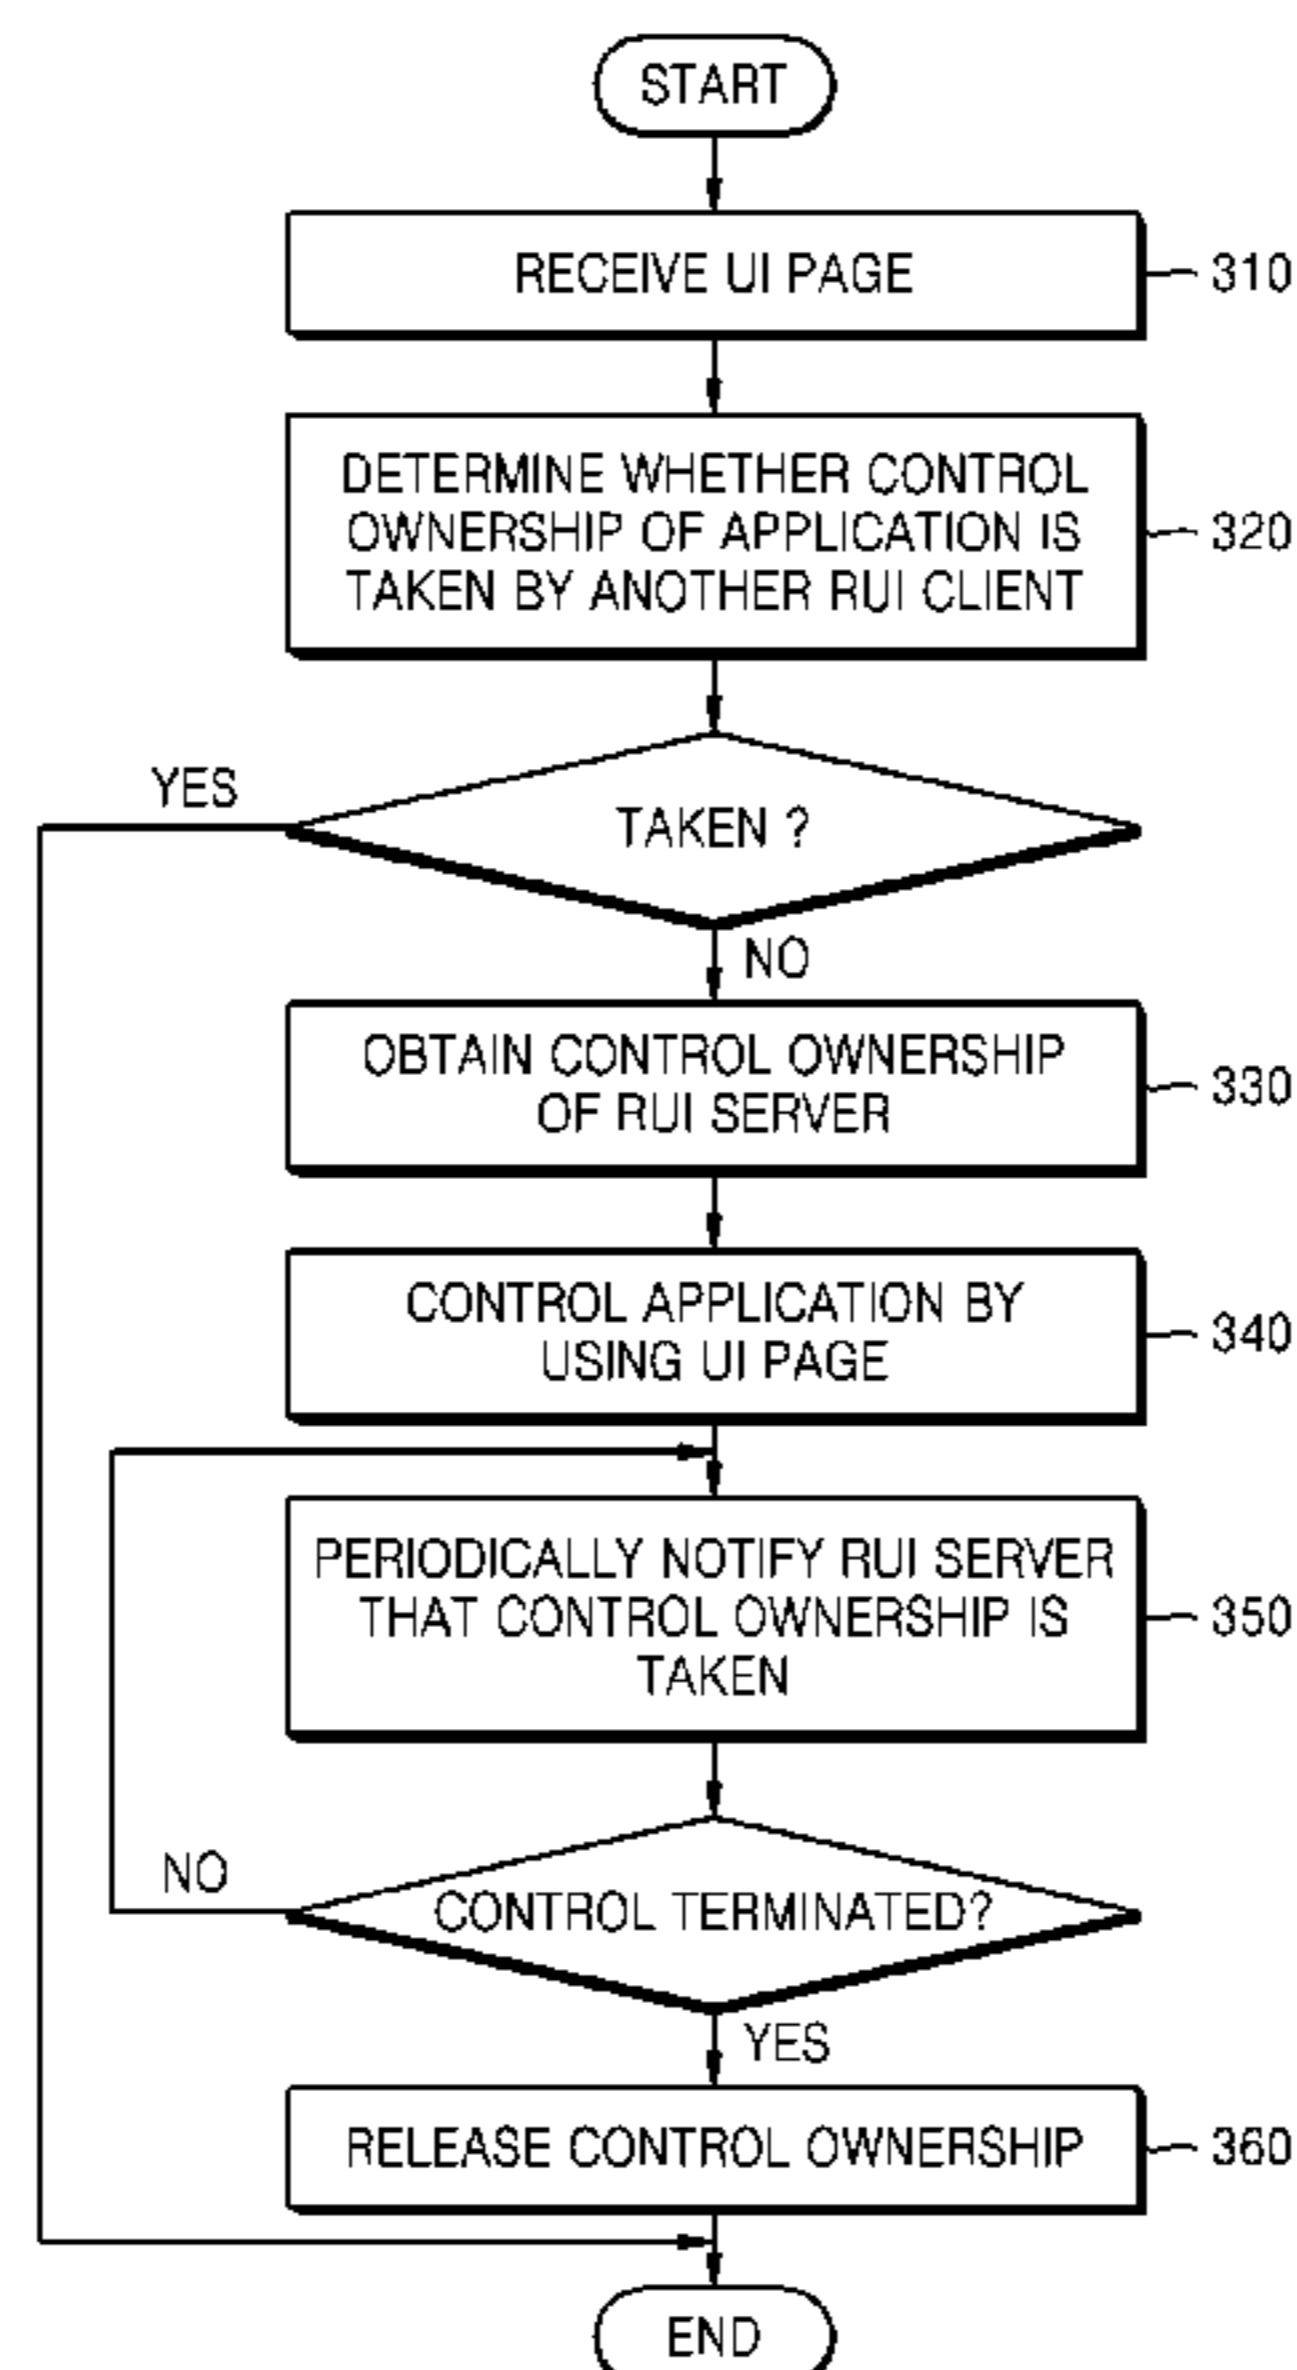 START
RECEIVE UI PAGE
310
DETERMINE WHETHER CONTROL
OWNERSHIP OF APPLICATION IS
TAKEN BY ANOTHER RUI CLIENT
320
YES
TAKEN ?
NO
OBTAIN CONTROL OWNERSHIP
OF RUI SERVER
330
CONTROL APPLICATION BY
USING UI PAGE
340
PERIODICALLY NOTIFY RUI SERVER
THAT CONTROL OWNERSHIP IS
TAKEN
350
NO
CONTROL TERMINATED?
YES
RELEASE CONTROL OWNERSHIP
360
END